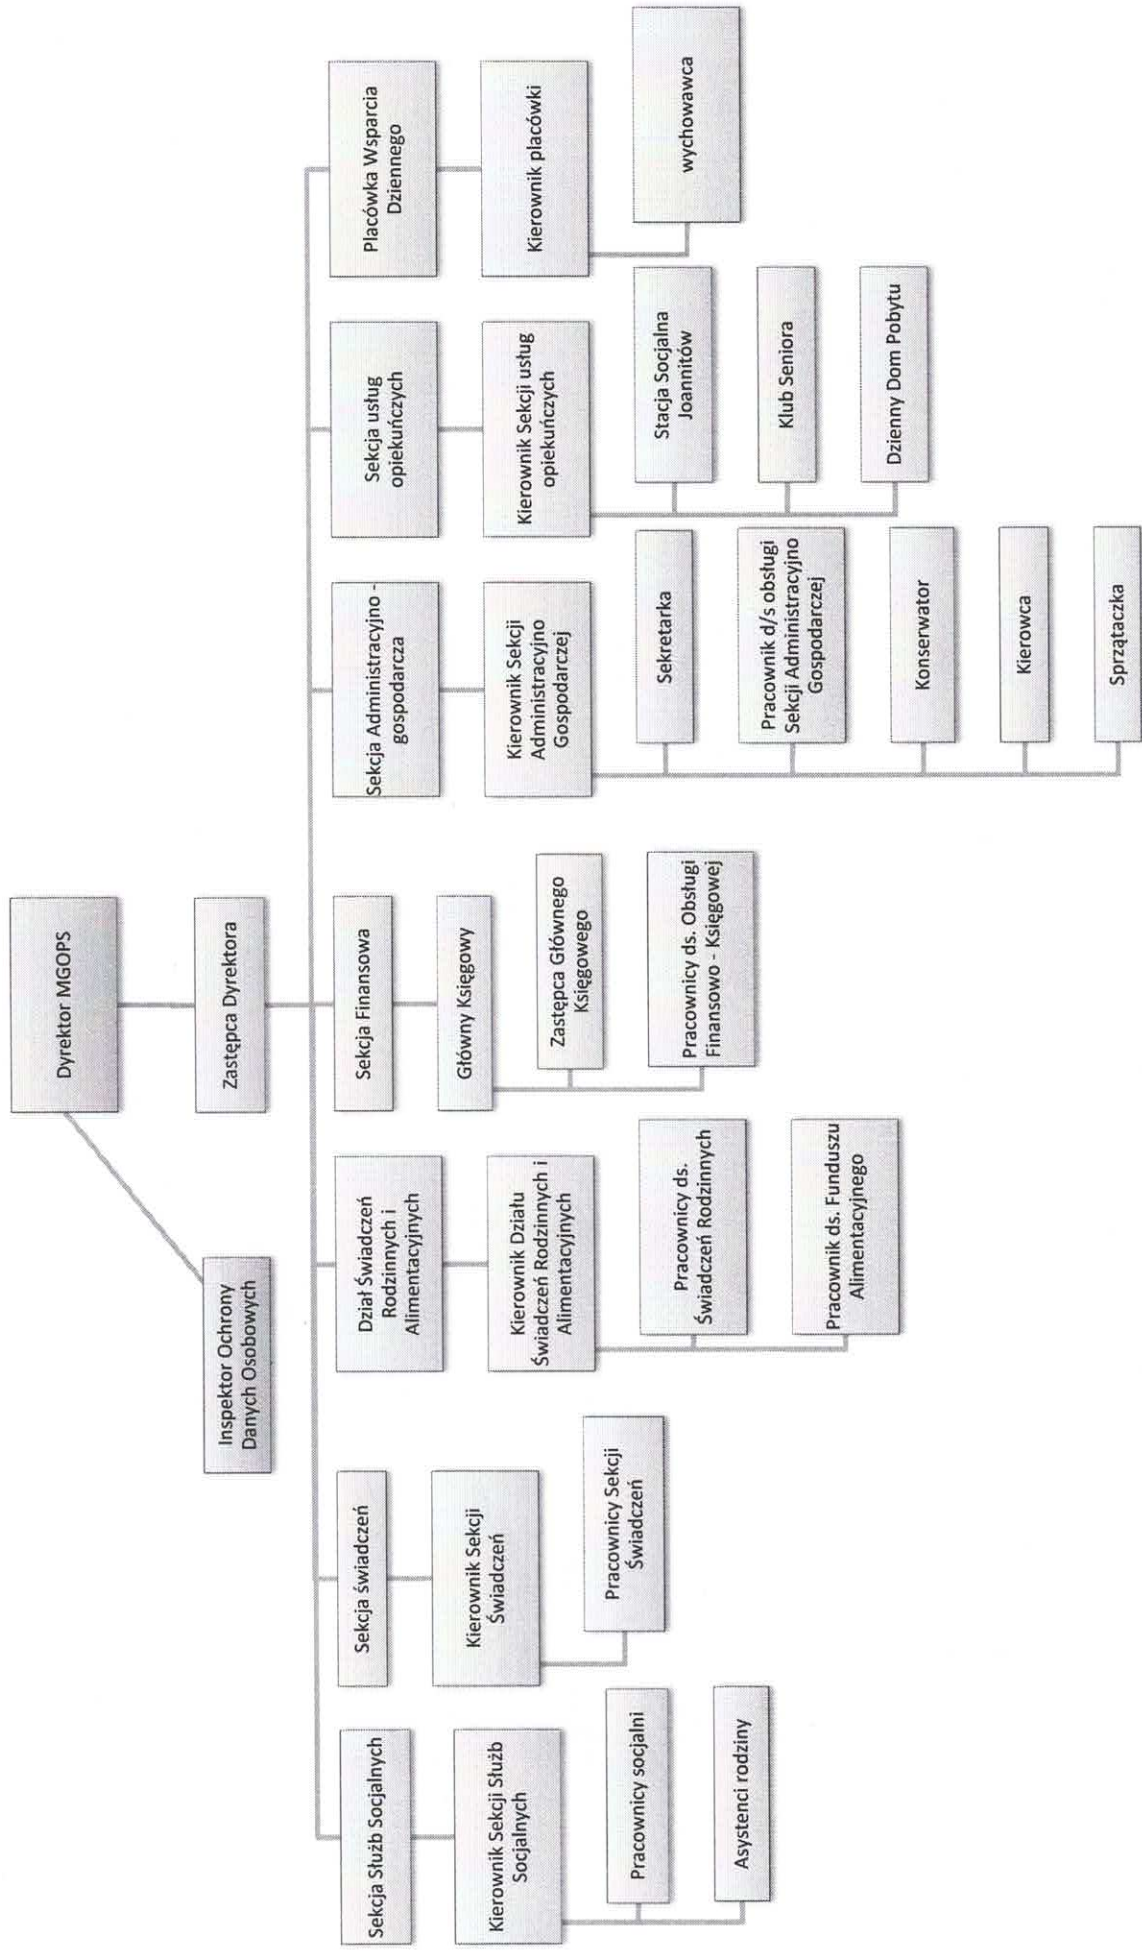 Dyrektor MGOPS
Inspektor Ochrony
Danych Osobowych
Zastępca Dyrektora
Sekcja Służb Socjalnych
Kierownik Sekcji Służb
Socjalnych
Pracownicy socjalni
Asystenci rodziny
Sekcja świadczeń
Kierownik Sekcji
Świadczeń
Pracownicy Sekcji
Świadczeń
Dział Świadczeń
Rodzinnych i
Alimentacyjnych
Kierownik Działu
Świadczeń Rodzinnych i
Alimentacyjnych
Pracownicy ds.
Świadczeń Rodzinnych
Pracownik ds. Funduszu
Alimentacyjnego
Sekcja Finansowa
Główny Księgowy
Zastępca Głównego
Księgowego
Pracownicy ds. Obsługi
Finansowo - Księgowej
Sekcja Administracyjno -
gospodarcza
Kierownik Sekcji
Administracyjno
Gospodarczej
Sekretarka
Pracownik d/s obsługi
Sekcji Administracyjno
Gospodarczej
Konserwator
Kierowca
Sprzątaczka
Sekcja usług
opiekuńczych
Kierownik Sekcji usług
opiekuńczych
Stacja Socjalna
Joannitów
Klub Seniora
Dzienny Dom Pobytu
Placówka Wsparcia
Dziennego
Kierownik placówki
wychowawca